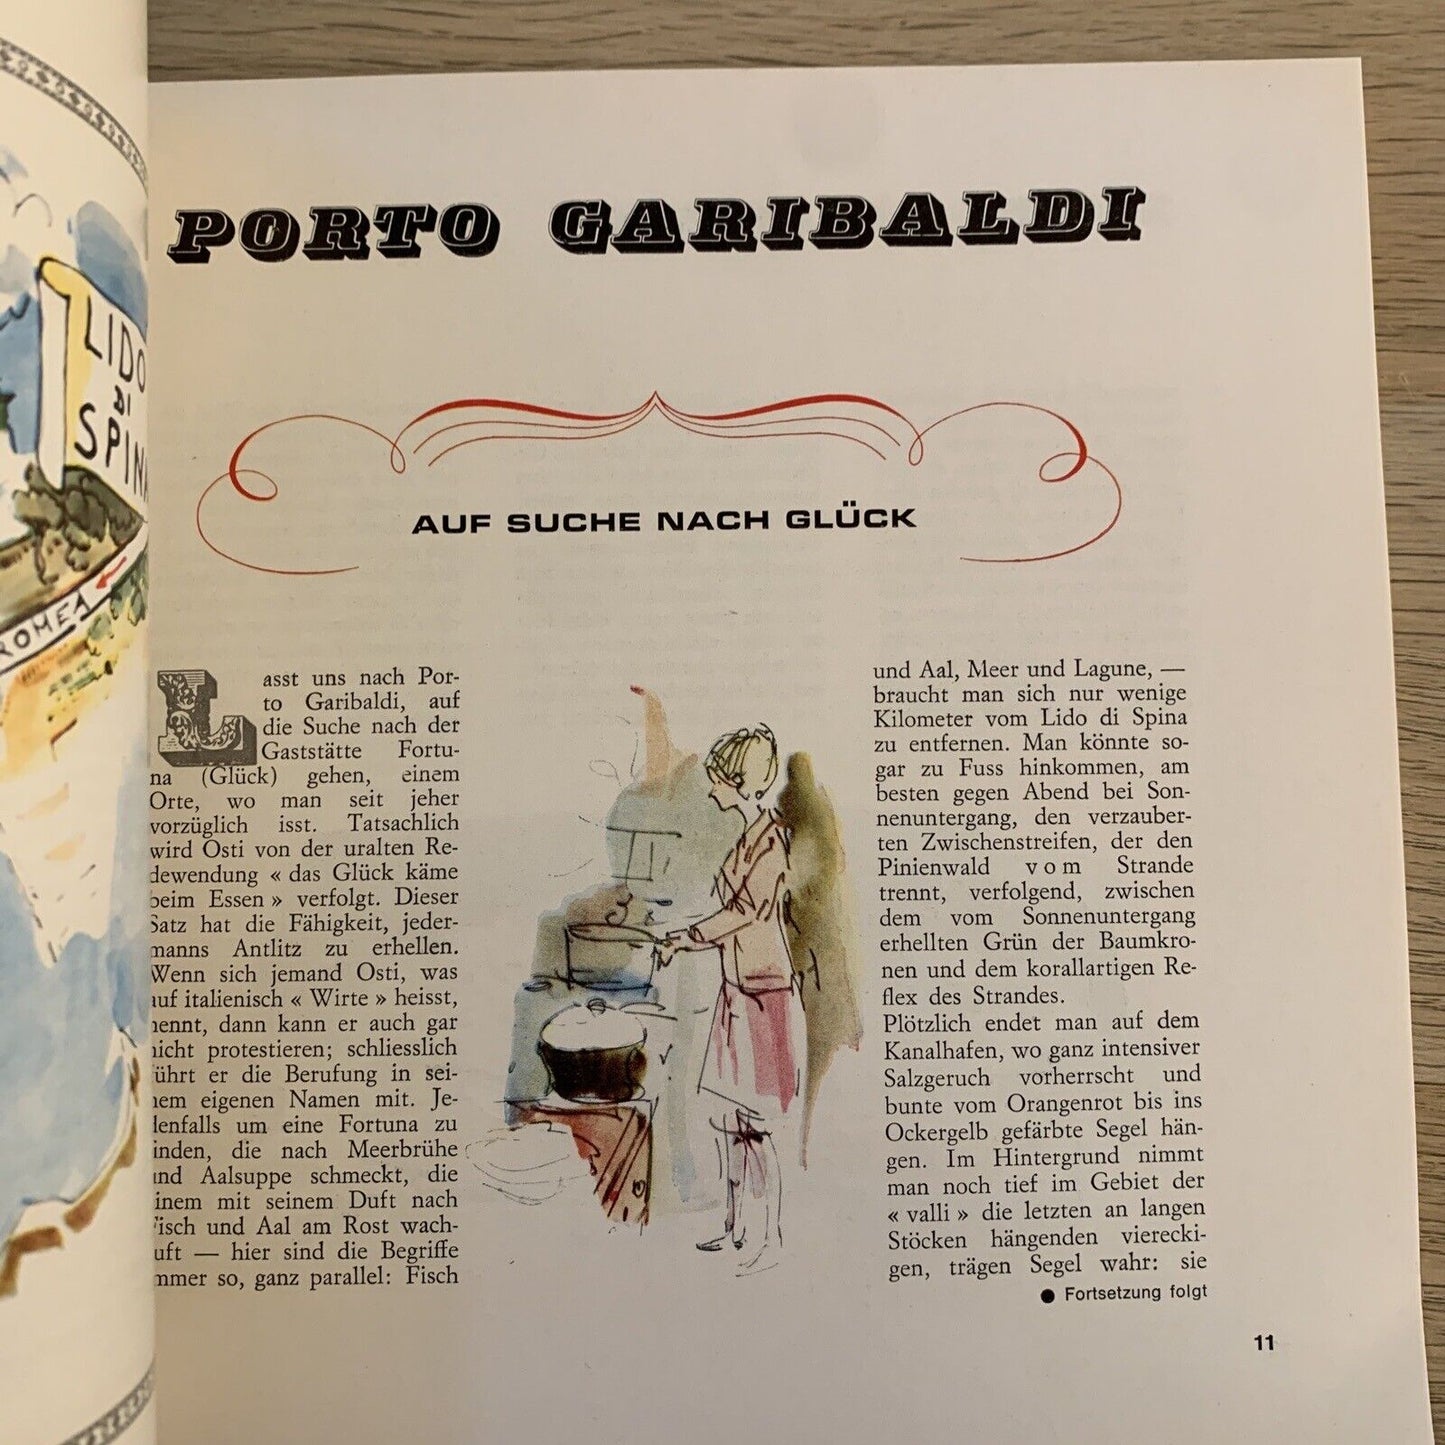 LIDO
di
SPIN
ROMEA
PORTO GARIBALDI
AUF SUCHE NACH GLÜCK
Lasst uns nach Por-
to Garibaldi, auf
die Suche nach der
Gaststätte Fortu-
na (Glück) gehen, einem
Orte, wo man seit jeher
vorzüglich isst. Tatsachlich
wird Osti von der uralten Re-
dewendung « das Glück käme
beim Essen » verfolgt. Dieser
Satz hat die Fähigkeit, jeder-
manns Antlitz zu erhellen.
Wenn sich jemand Osti, was
auf italienisch « Wirte » heisst,
nennt, dann kann er auch gar
nicht protestieren; schliesslich
führt er die Berufung in sei-
nem eigenen Namen mit. Je-
denfalls um eine Fortuna zu
finden, die nach Meerbrühe
und Aalsuppe schmeckt, die
einem mit seinem Duft nach
Fisch und Aal am Rost wach-
ruft — hier sind die Begriffe
immer so, ganz parallel: Fisch
und Aal, Meer und Lagune, —
braucht man sich nur wenige
Kilometer vom Lido di Spina
zu entfernen. Man könnte so-
gar zu Fuss hinkommen, am
besten gegen Abend bei Son-
nenuntergang, den verzauber-
ten Zwischenstreifen, der den
Pinienwald vom Strande
trennt, verfolgend, zwischen
dem vom Sonnenuntergang
erhellten Grün der Baumkro-
nen und dem korallartigen Re-
flex des Strandes.
Plötzlich endet man auf dem
Kanalhafen, wo ganz intensiver
Salzgeruch vorherrscht und
bunte vom Orangenrot bis ins
Ockergelb gefärbte Segel hän-
gen. Im Hintergrund nimmt
man noch tief im Gebiet der
« valli » die letzten an langen
Stöcken hängenden vierecki-
gen, trägen Segel wahr: sie
● Fortsetzung folgt
11